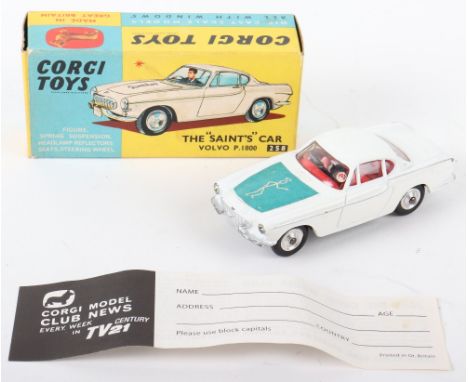 MADE IN
GREAT BRITAIN
CORGI TOYS
ALL WITH WINDOWS
CORGI
TOYS
THE "SAINT'S" CAR
VOLVO P.1800
258
FIGURE,
SPRING SUSPENSION,
HEADLAMP REFLECTORS
SEATS, STEERING WHEEL.
CORGI MODEL
CLUB NEWS
EVERY WEEK
IN
CENTURY
TV21
NAME
ADDRESS
AGE
COUNTRY
Please use block capitals
Printed in Gt. Britain